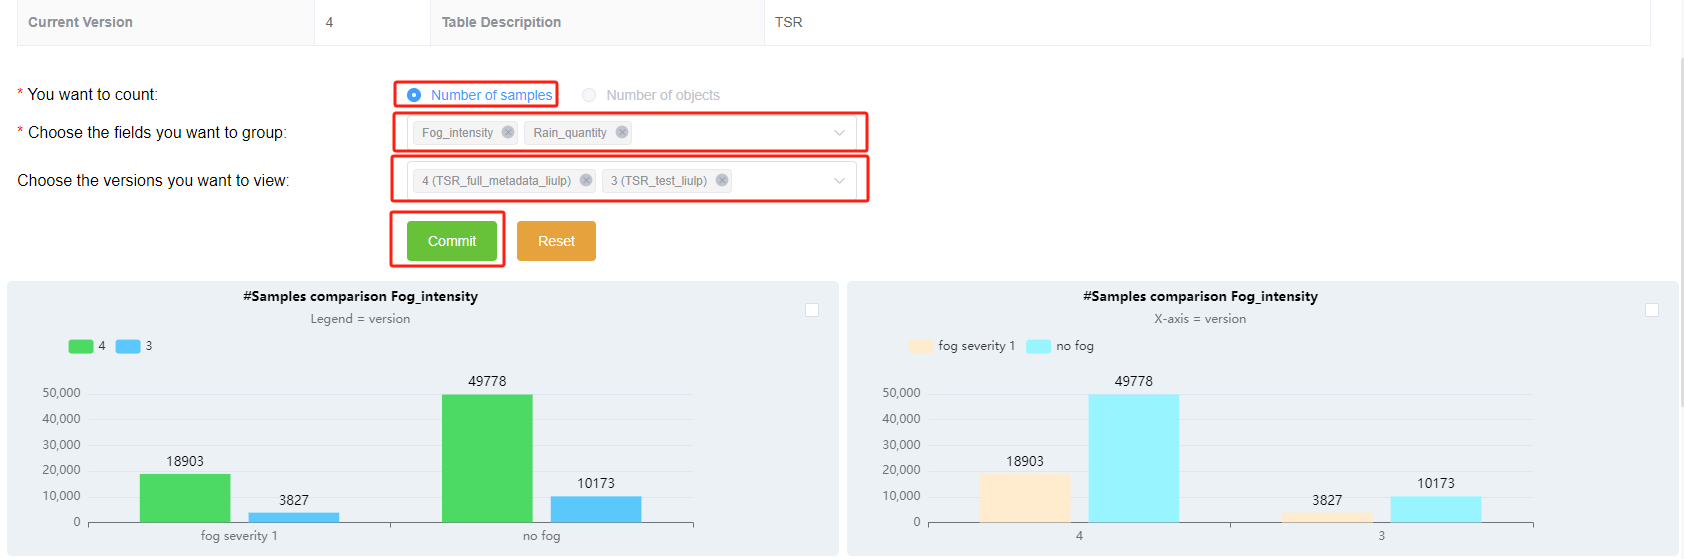 Current Version 4 Table Descripition TSR
* You want to count: Number of samples Number of objects
* Choose the fields you want to group: Fog_intensity Rain_quantity
Choose the versions you want to view: 4 (TSR_full_metadata_liulp) 3 (TSR_test_liulp)
Commit Reset
#Samples comparison Fog_intensity
Legend = version
4 3
50,000
40,000
30,000
20,000
10,000
0
18903
3827
49778
10173
fog severity 1 no fog
#Samples comparison Fog_intensity
X-axis = version
fog severity 1 no fog
50,000
40,000
30,000
20,000
10,000
0
18903
49778
3827
10173
4 3